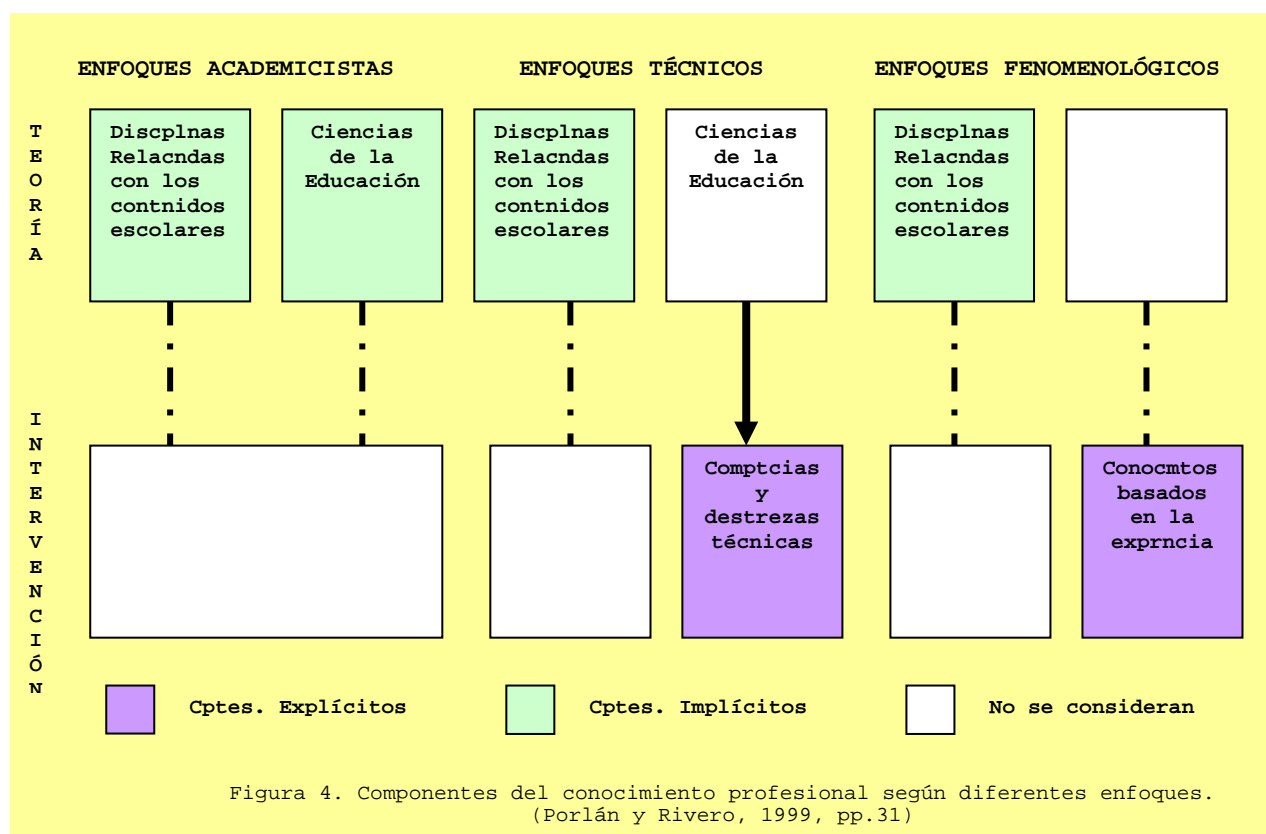 ENFOQUES ACADEMICISTAS
ENFOQUES TÉCNICOS
ENFOQUES FENOMENOLÓGICOS
T
E
O
R
Í
A
Discplnas
Relacndas
con los
contnidos
escolares
Ciencias
de la
Educación
Discplnas
Relacndas
con los
contnidos
escolares
Ciencias
de la
Educación
Discplnas
Relacndas
con los
contnidos
escolares
I
N
T
E
R
V
E
N
C
I
Ó
N
Comptcias
y
destrezas
técnicas
Conocmtos
basados
en la
exprncia
Cptes. Explícitos
Cptes. Implícitos
No se consideran
Figura 4. Componentes del conocimiento profesional según diferentes enfoques.
(Porlán y Rivero, 1999, pp.31)